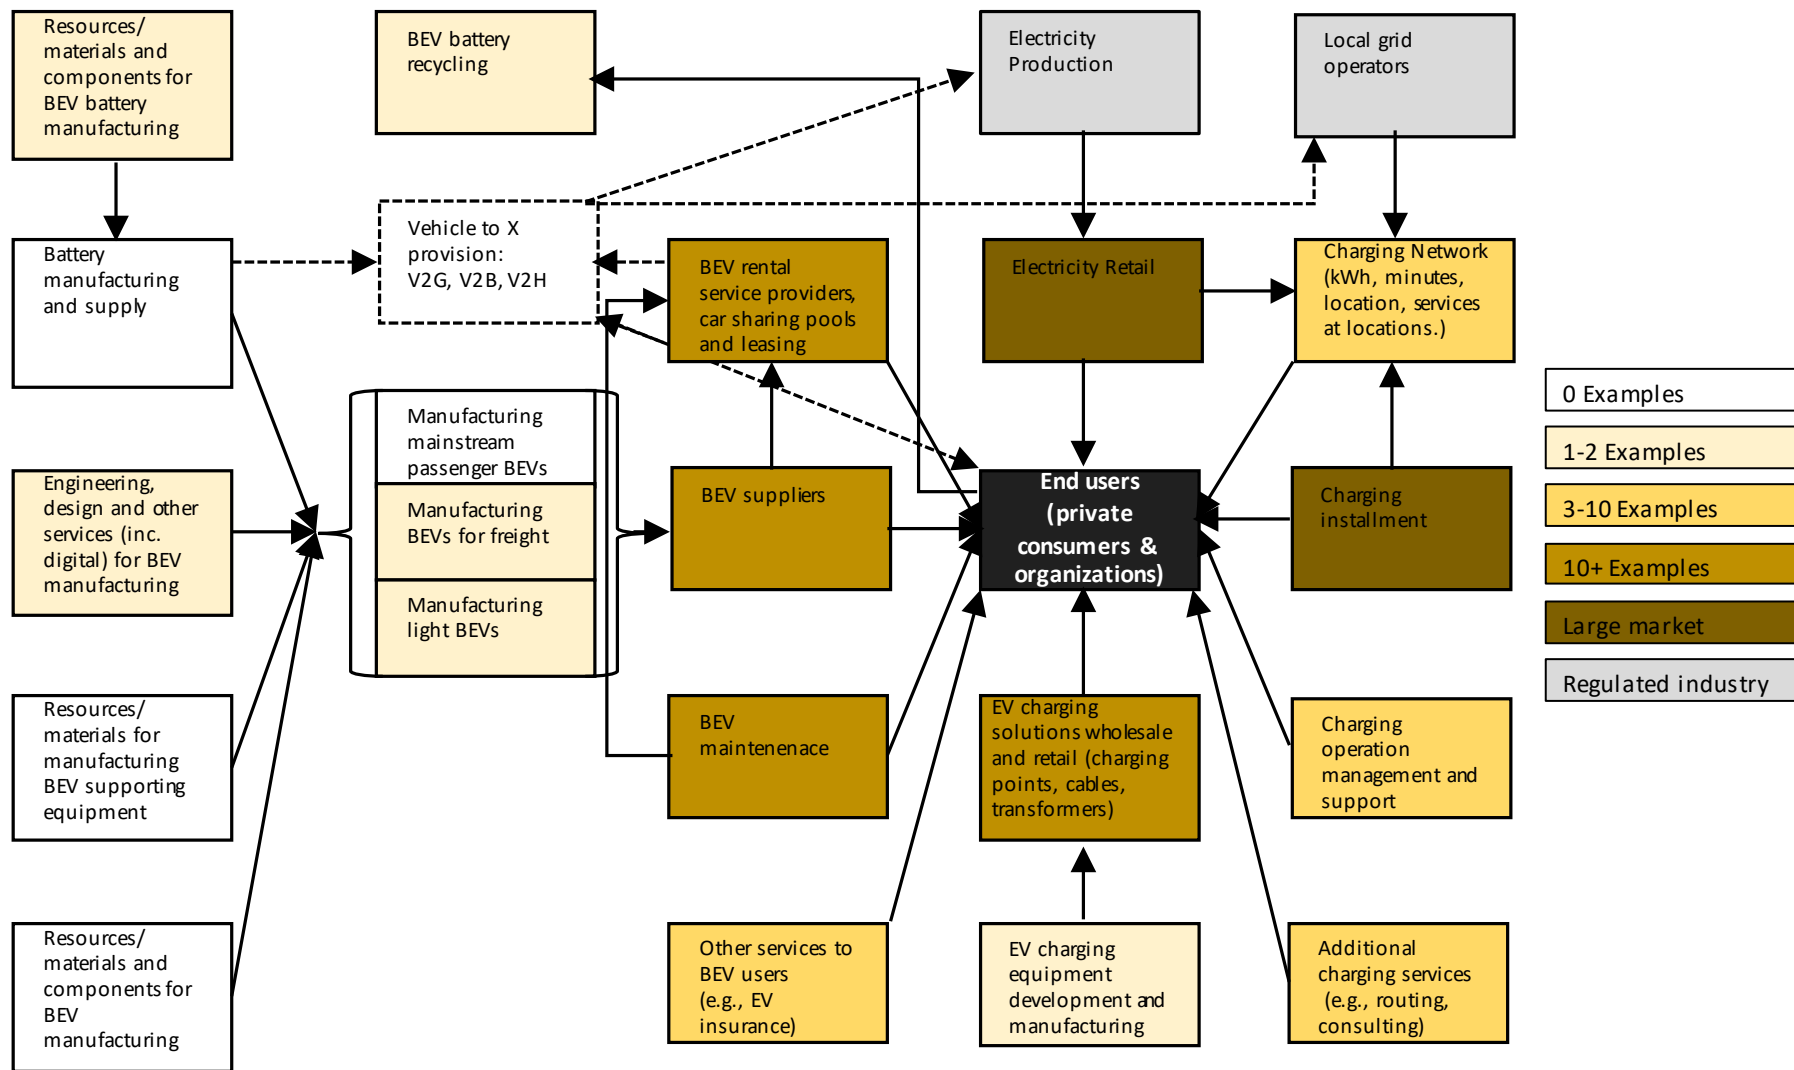 Resources/
materials and
components for
BEV battery
manufacturing
BEV battery
recycling
Electricity
Production
Local grid
operators
Battery
manufacturing
and supply
Vehicle to X
provision:
V2G, V2B, V2H
BEV rental
service providers,
car sharing pools
and leasing
Electricity Retail
Charging Network
(kWh, minutes,
location, services
at locations.)
Manufacturing
mainstream
passenger BEVs
Manufacturing
BEVs for freight
Manufacturing
light BEVs
Engineering,
design and other
services (inc.
digital) for BEV
manufacturing
BEV suppliers
End users
(private
consumers &
organizations)
Charging
installment
0 Examples
1-2 Examples
3-10 Examples
10+ Examples
Large market
Regulated industry
Resources/
materials for
manufacturing
BEV supporting
equipment
BEV
maintenenace
EV charging
solutions wholesale
and retail (charging
points, cables,
transformers)
Charging
operation
management and
support
Resources/
materials and
components for
BEV
manufacturing
Other services to
BEV users
(e.g., EV
insurance)
EV charging
equipment
development and
manufacturing
Additional
charging services
(e.g., routing,
consulting)